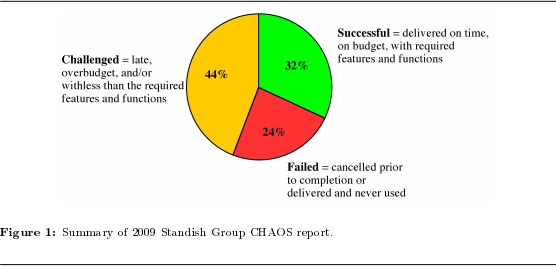 Successful = delivered on time,
on budget, with required
features and functions
Challenged = late,
overbudget, and/or
withless than the required
features and functions
44%
32%
24%
Failed = cancelled prior
to completion or
delivered and never used
Figure 1: Summary of 2009 Standish Group CHAOS report.